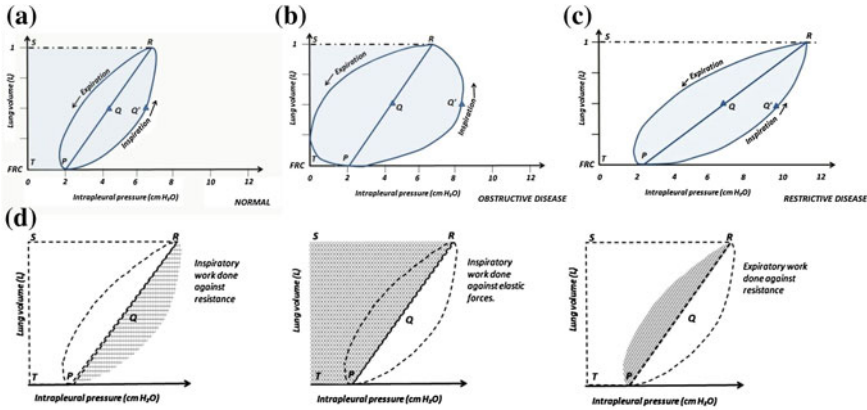 (a)
S
R
1
Lung volume (L)
Expiration
Q
Q'
Inspiration
FRC
T
P
0 2 4 6 8 10 12
Intrapleural pressure (cm H₂O)
NORMAL
(b)
S
R
1
Lung volume (L)
Expiration
Q
Q'
Inspiration
FRC
T
P
0 2 4 6 8 10 12
Intrapleural pressure (cm H₂O)
OBSTRUCTIVE DISEASE
(c)
R
1
Lung volume (L)
Expiration
Q
Q'
Inspiration
FRC
T
P
0 2 4 6 8 10 12
Intrapleural pressure (cm H₂O)
RESTRICTIVE DISEASE
(d)
S
R
Lung volume (L)
Inspiratory
work done
against
resistance
Q
T
P
Intrapleural pressure (cm H₂O)
S
R
Lung volume (L)
Inspiratory
work done
against elastic
forces.
Q
T
P
Intrapleural pressure (cm H₂O)
S
R
Lung volume (L)
Expiratory work
done against
resistance
Q
T
P
Intrapleural pressure (cm H₂O)